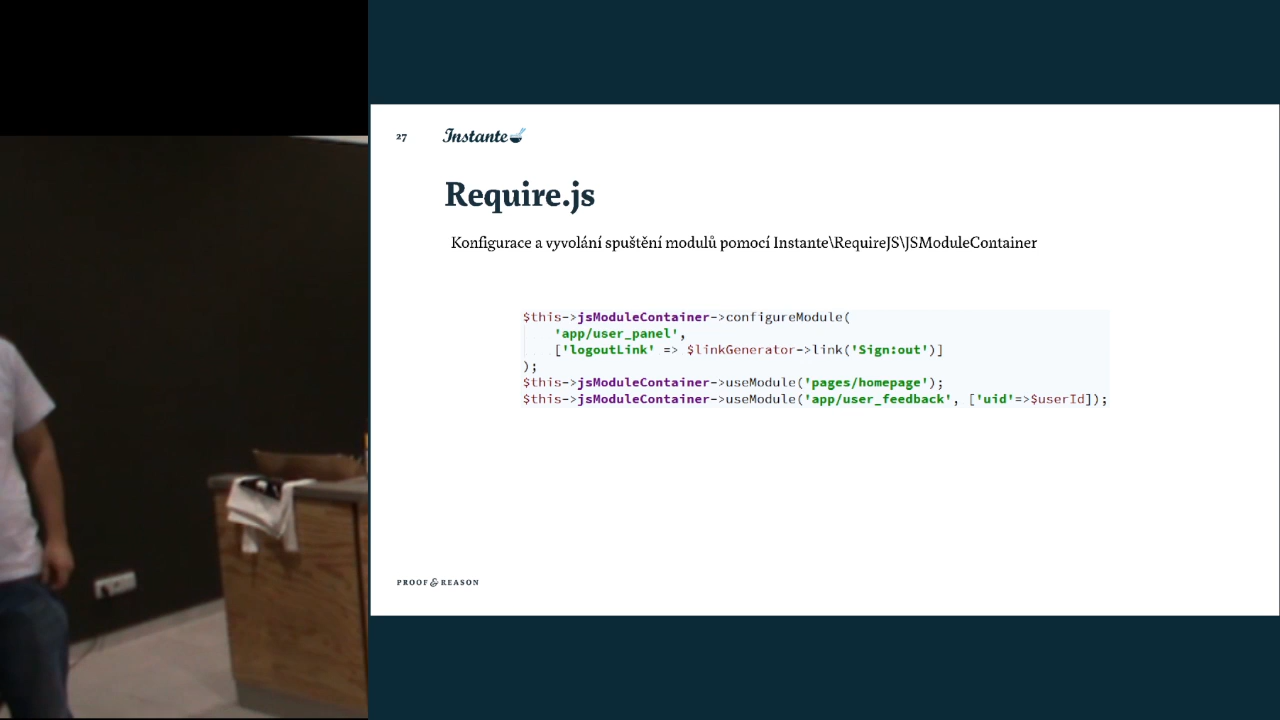 27
Instante
Require.js
Konfigurace a vyvolání spuštění modulů pomocí Instante\RequireJS\JSModuleContainer
$this->jsModuleContainer->configureModule(
    'app/user_panel',
    ['logoutLink' => $linkGenerator->link('Sign:out')]
);
$this->jsModuleContainer->useModule('pages/homepage');
$this->jsModuleContainer->useModule('app/user_feedback', ['uid'=>$userId]);
PROOF & REASON